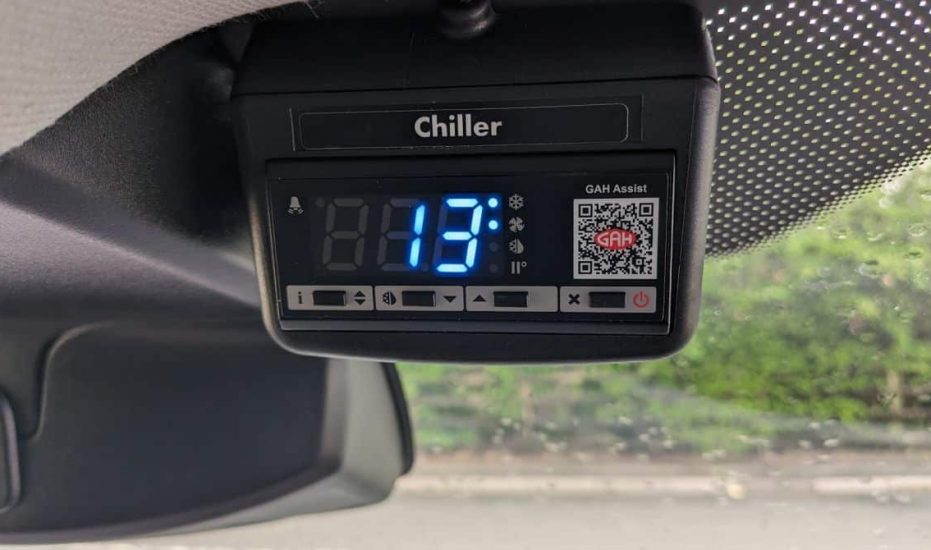 Chiller
GAH Assist
13
GAH
i